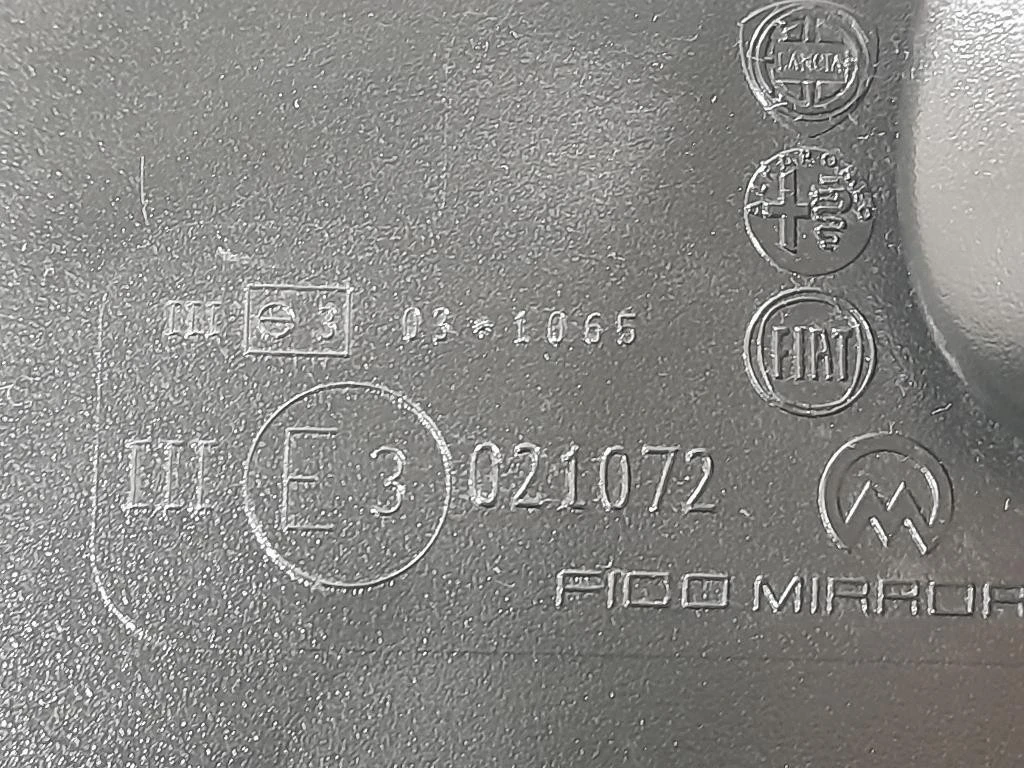 LANCIA
FIAT
III e 3 03*1065
III E 3 021072
FICO MIRROR